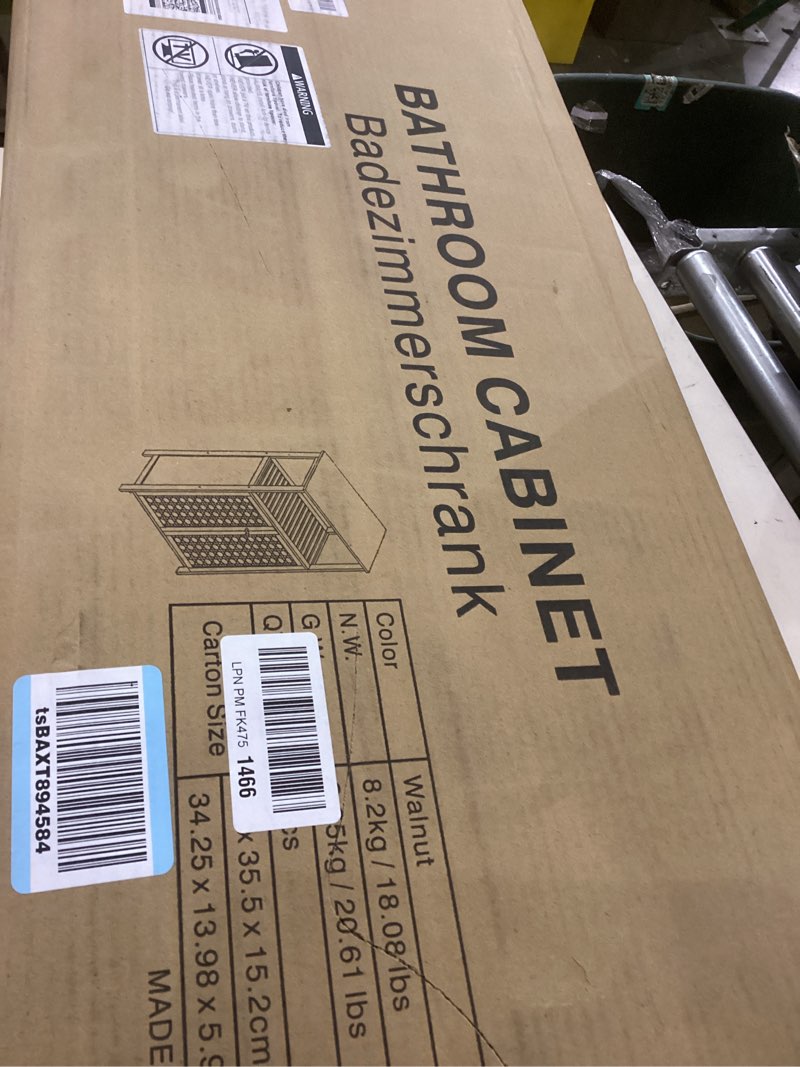 WARNING
BATHROOM CABINET
Badezimmerschrank
Color Walnut
N.W. 8.2kg / 18.08 lbs
5kg / 20.61 lbs
cs
Carton Size x 35.5 x 15.2cm
34.25 x 13.98 x 5.9
MADE
LPN PM FK475 1466
tsBAXT894584